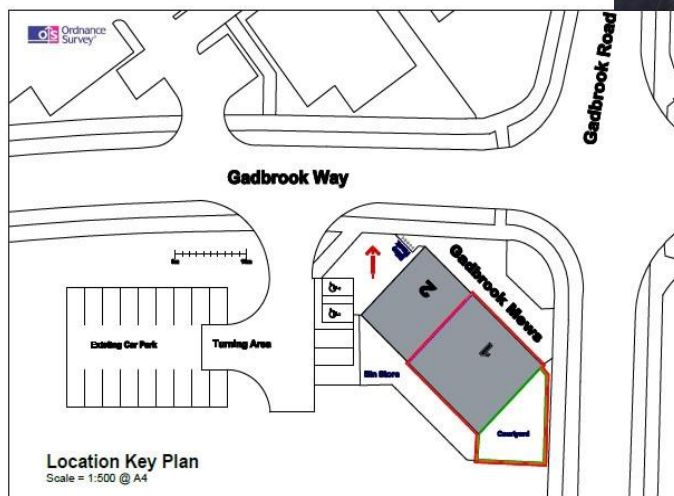 OS Ordnance
Survey
Gadbrook Road
Gadbrook Way
Gadbrook Mews
2
1
Existing Car Park
Turning Area
Bin Store
Courtyard
Location Key Plan
Scale = 1:500 @ A4